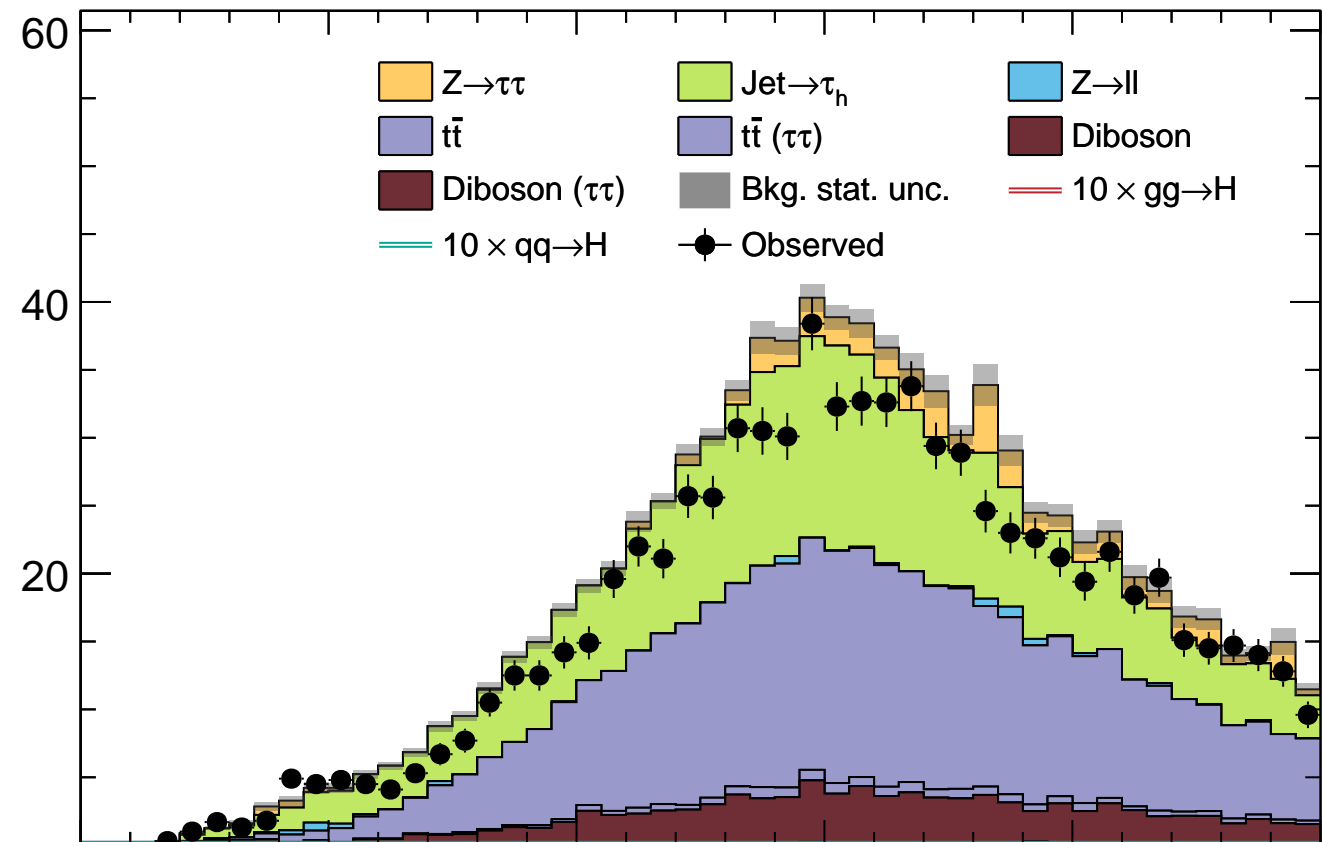 60
Z→ττ Jet→τh Z→ll
tt̄ tt̄ (ττ) Diboson
Diboson (ττ) Bkg. stat. unc. 10 × gg→H
10 × qq→H Observed
40
20